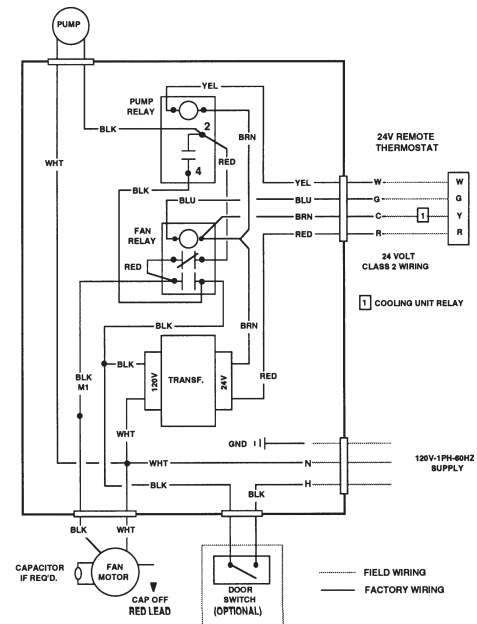 PUMP
YEL
PUMP
RELAY
2
BLK
BRN
24V REMOTE
THERMOSTAT
WHT
RED
4
BLK
YEL
W
W
BLU
BLU
G
G
BRN
C
1
Y
FAN
RELAY
RED
R
R
RED
24 VOLT
CLASS 2 WIRING
1 COOLING UNIT RELAY
BLK
BRN
BLK
120V
TRANSF.
24V
RED
BLK
M1
WHT
GND
WHT
N
120V-1PH-60HZ
SUPPLY
BLK
H
BLK
BLK
WHT
CAPACITOR
IF REQ'D.
FAN
MOTOR
CAP OFF
RED LEAD
DOOR
SWITCH
(OPTIONAL)
FIELD WIRING
FACTORY WIRING